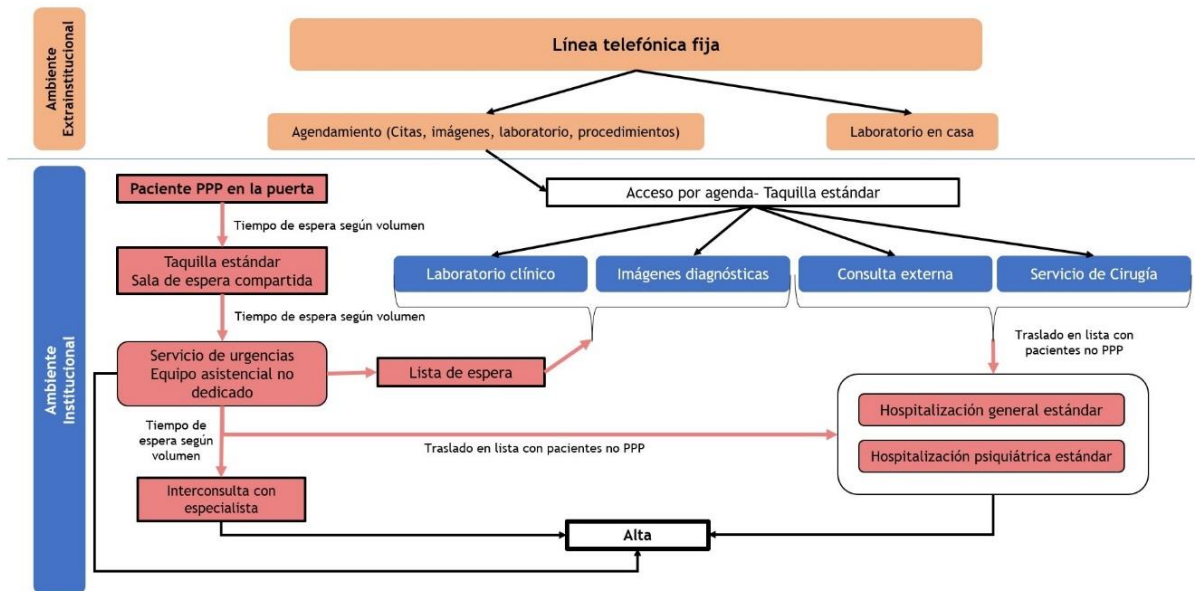 Ambiente
Extrainstitucional
Línea telefónica fija
Agendamiento (Citas, imágenes, laboratorio, procedimientos)
Laboratorio en casa
Ambiente
Institucional
Paciente PPP en la puerta
Tiempo de espera según volumen
Taquilla estándar
Sala de espera compartida
Tiempo de espera según volumen
Servicio de urgencias
Equipo asistencial no
dedicado
Lista de espera
Tiempo de
espera según
volumen
Traslado en lista con pacientes no PPP
Interconsulta con
especialista
Acceso por agenda- Taquilla estándar
Laboratorio clínico
Imágenes diagnósticas
Consulta externa
Servicio de Cirugía
Traslado en lista con
pacientes no PPP
Hospitalización general estándar
Hospitalización psiquiátrica estándar
Alta